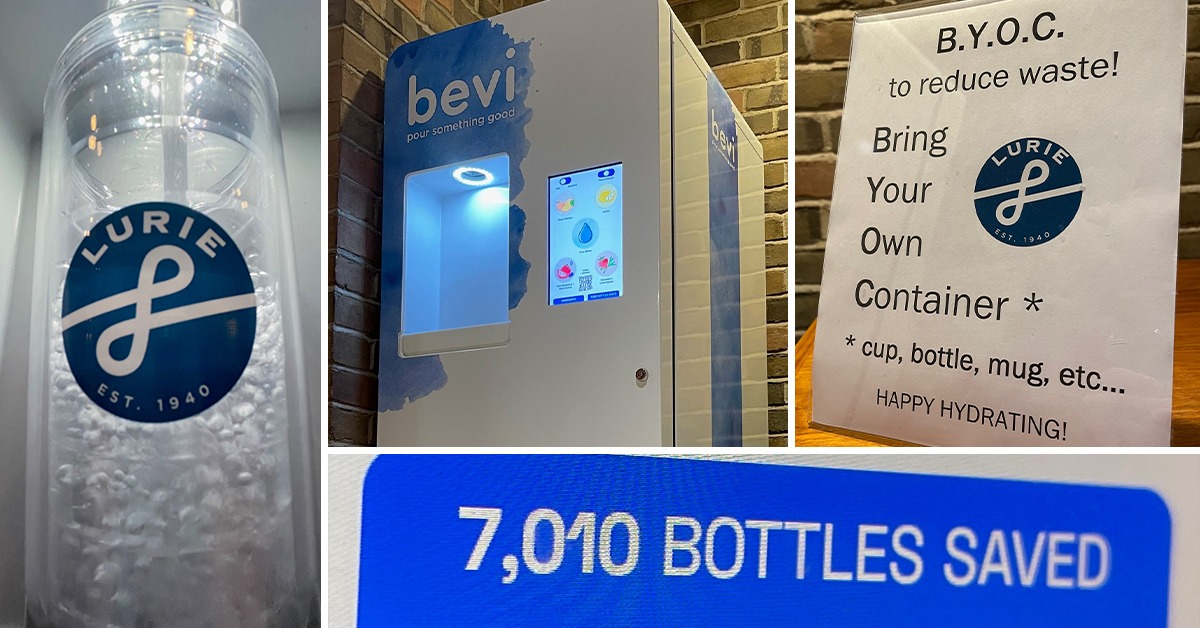 LURIE
EST. 1940
bevi
pour something good
bevi
B.Y.O.C.
to reduce waste!
Bring
Your
Own
Container *
LURIE
EST. 1940
* cup, bottle, mug, etc...
HAPPY HYDRATING!
7,010 BOTTLES SAVED